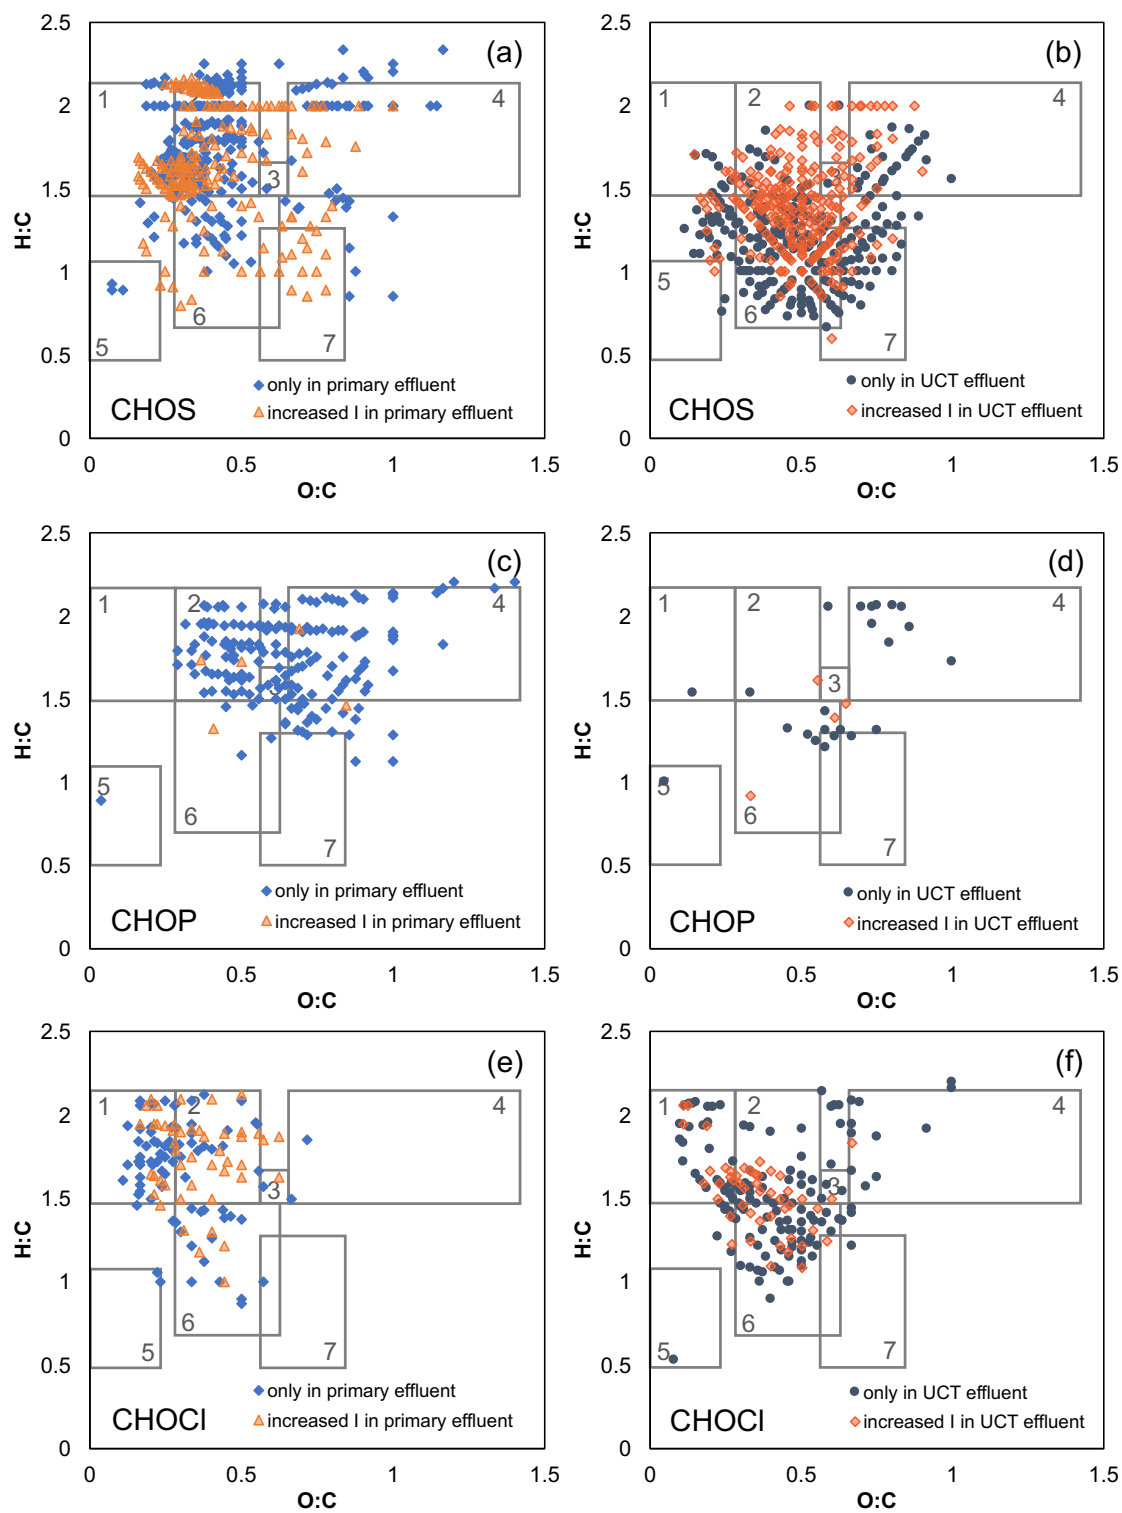 2.5
(a)
1
4
2
1.5
3
H:C
1
0.5
5
6
7
only in primary effluent
increased I in primary effluent
CHOS
0
0
0.5
1
1.5
O:C
2.5
(b)
1
2
4
2
1.5
H:C
1
5
6
7
0.5
only in UCT effluent
increased I in UCT effluent
CHOS
0
0
0.5
1
1.5
O:C
2.5
(c)
1
2
4
2
3
1.5
H:C
1
5
6
7
0.5
only in primary effluent
increased I in primary effluent
CHOP
0
0
0.5
1
1.5
O:C
2.5
(d)
1
2
4
2
3
1.5
H:C
1
5
6
7
0.5
only in UCT effluent
increased I in UCT effluent
CHOP
0
0
0.5
1
1.5
O:C
2.5
(e)
1
2
4
2
3
1.5
H:C
1
6
5
7
0.5
only in primary effluent
increased I in primary effluent
CHOCl
0
0
0.5
1
1.5
O:C
2.5
(f)
1
2
4
2
3
1.5
H:C
1
6
5
7
0.5
only in UCT effluent
increased I in UCT effluent
CHOCl
0
0
0.5
1
1.5
O:C